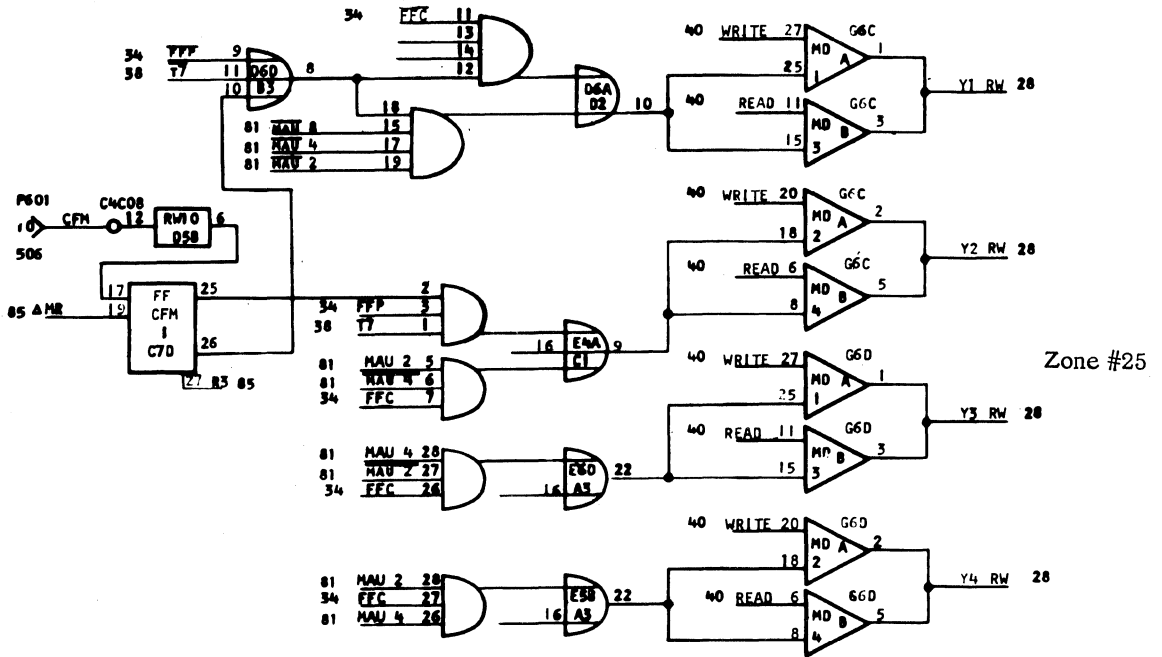 34 FFC 11
13
14
12
40 WRITE 27 G6C
MD A 1
25 1
34 FFF 9
38 T7 11 D6D 8
10 B3
D6A
D2 10
40 READ 11 G6C
MD B 3
15 3
Y1 RW 28
18
81 MAU 8 15
81 MAU 4 17
81 MAU 2 19
P601
10 CFM
506
C4C08
12 RW10 6
D5B
40 WRITE 20 G6C
MD A 2
18 2
40 READ 6 G6C
MD B 5
8 4
Y2 RW 28
17 FF 25
85 Δ MR 19 CFM
1
C7D 26
27 R3 85
2
34 FFF 3
38 T7 1
16 E4A 9
C1
81 MAU 2 5
81 MAU 4 6
34 FFC 7
40 WRITE 27 G6D
MD A 1
25 1
40 READ 11 G6D
MD B 3
15 3
Y3 RW 28
Zone #25
81 MAU 4 28
81 MAU 2 27
34 FFC 26
E6D 22
16 A3
40 WRITE 20 G6D
MD A 2
18 2
40 READ 6 G6D
MD B 5
8 4
Y4 RW 28
81 MAU 2 28
34 FFC 27
81 MAU 4 26
E5B 22
16 A3